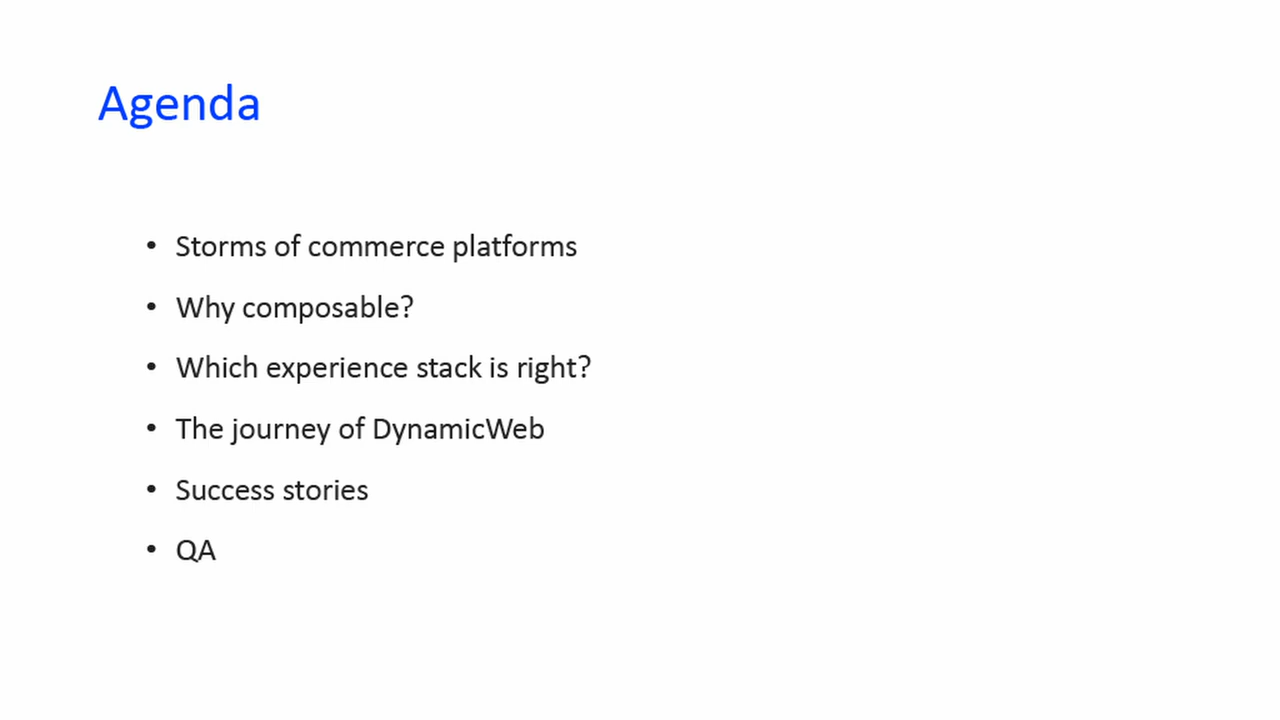 Agenda
• Storms of commerce platforms
• Why composable?
• Which experience stack is right?
• The journey of DynamicWeb
• Success stories
• QA